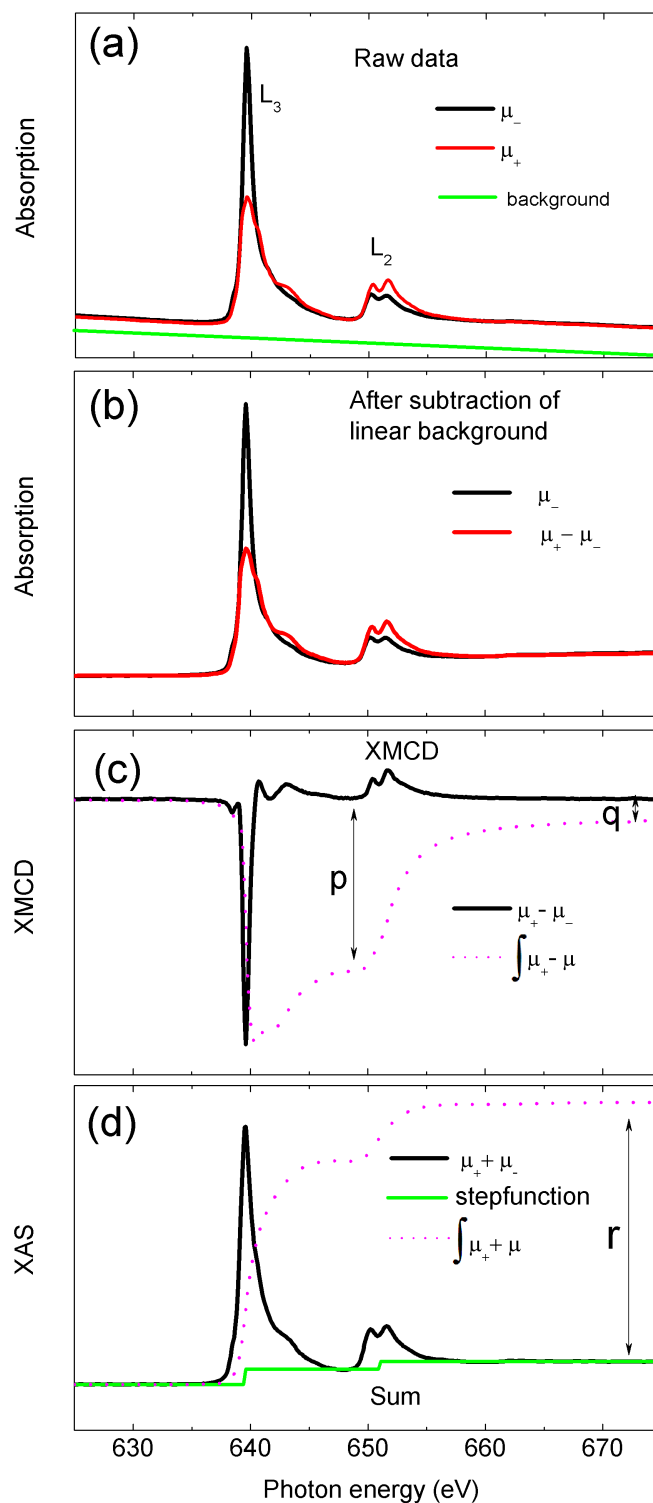 (a)
Raw data
L₃
μ₋
μ₊
background
L₂
Absorption
(b)
After subtraction of
linear background
μ₋
μ₊− μ₋
Absorption
(c)
XMCD
q
p
μ₊- μ₋
∫ μ₊- μ
XMCD
(d)
μ₊+ μ₋
stepfunction
∫ μ₊+ μ
r
Sum
XAS
630 640 650 660 670
Photon energy (eV)